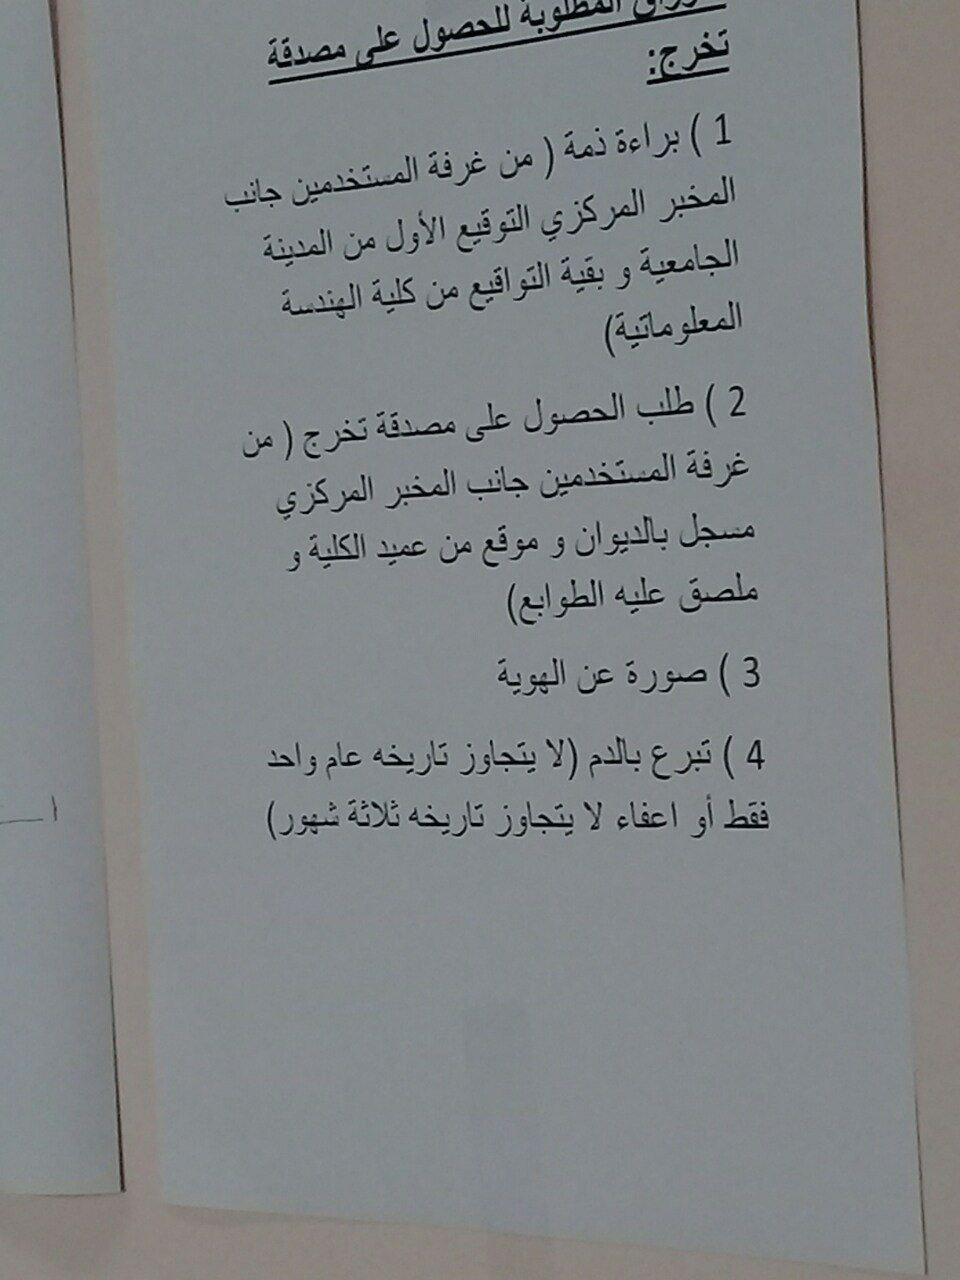 المطلوبة للحصول على مصدقة
تخرج:
1 ) براءة ذمة ( من غرفة المستخدمين جانب
المخبر المركزي التوقيع الأول من المدينة
الجامعية و بقية التواقيع من كلية الهندسة
المعلوماتية)
2 ) طلب الحصول على مصدقة تخرج ( من
غرفة المستخدمين جانب المخبر المركزي
مسجل بالديوان و موقع من عميد الكلية و
ملصق عليه الطوابع)
3 ) صورة عن الهوية
4 ) تبرع بالدم (لا يتجاوز تاريخه عام واحد
فقط أو اعفاء لا يتجاوز تاريخه ثلاثة شهور)